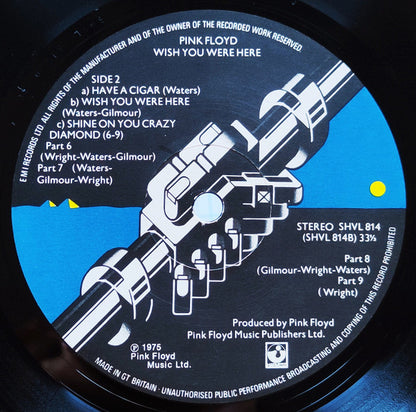 E M I RECORDS LTD ALL RIGHTS OF THE MANUFACTURER AND OF THE OWNER OF THE RECORDED WORK RESERVED
PINK FLOYD
WISH YOU WERE HERE
SIDE 2
a) HAVE A CIGAR (Waters)
b) WISH YOU WERE HERE
(Waters-Gilmour)
c) SHINE ON YOU CRAZY
DIAMOND (6-9)
Part 6
(Wright-Waters-Gilmour)
Part 7 (Waters-
Gilmour-Wright)
STEREO SHVL 814
(SHVL 814B) 33⅓
Part 8
(Gilmour-Wright-Waters)
Part 9
(Wright)
Produced by Pink Floyd
Pink Floyd Music Publishers Ltd.
℗ 1975
Pink Floyd
Music Ltd.
MADE IN GT BRITAIN - UNAUTHORISED PUBLIC PERFORMANCE BROADCASTING AND COPYING OF THIS RECORD PROHIBITED